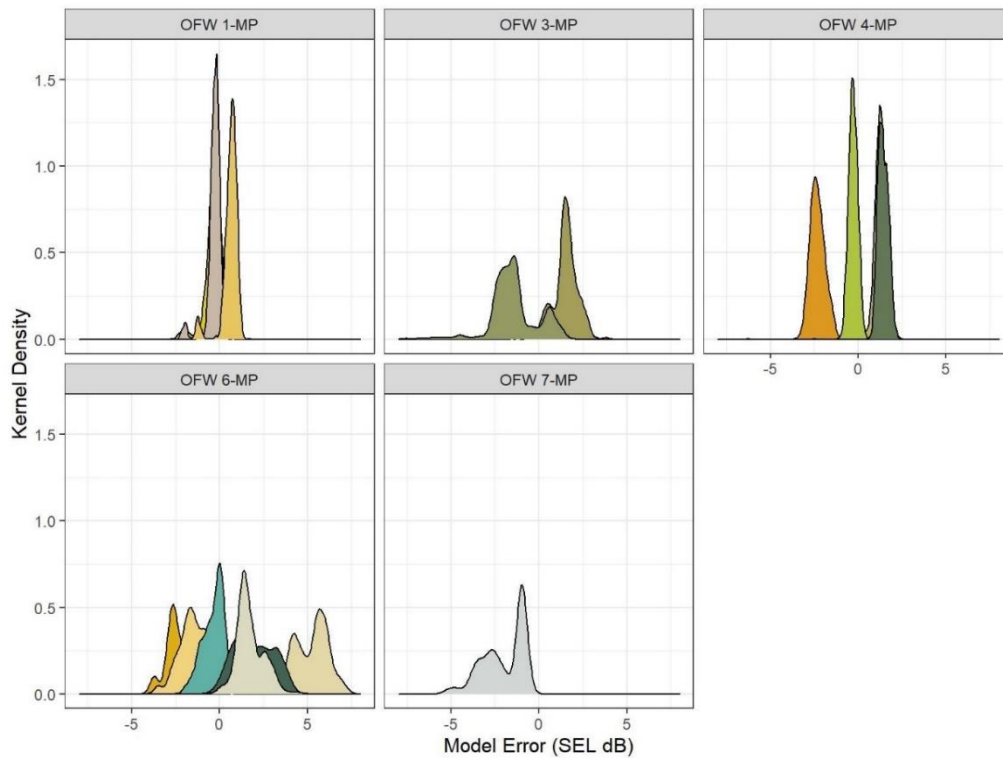 OFW 1-MP
OFW 3-MP
OFW 4-MP
1.5
1.0
0.5
0.0
-5 0 5
OFW 6-MP
OFW 7-MP
1.5
1.0
0.5
0.0
-5 0 5
-5 0 5
Kernel Density
Model Error (SEL dB)